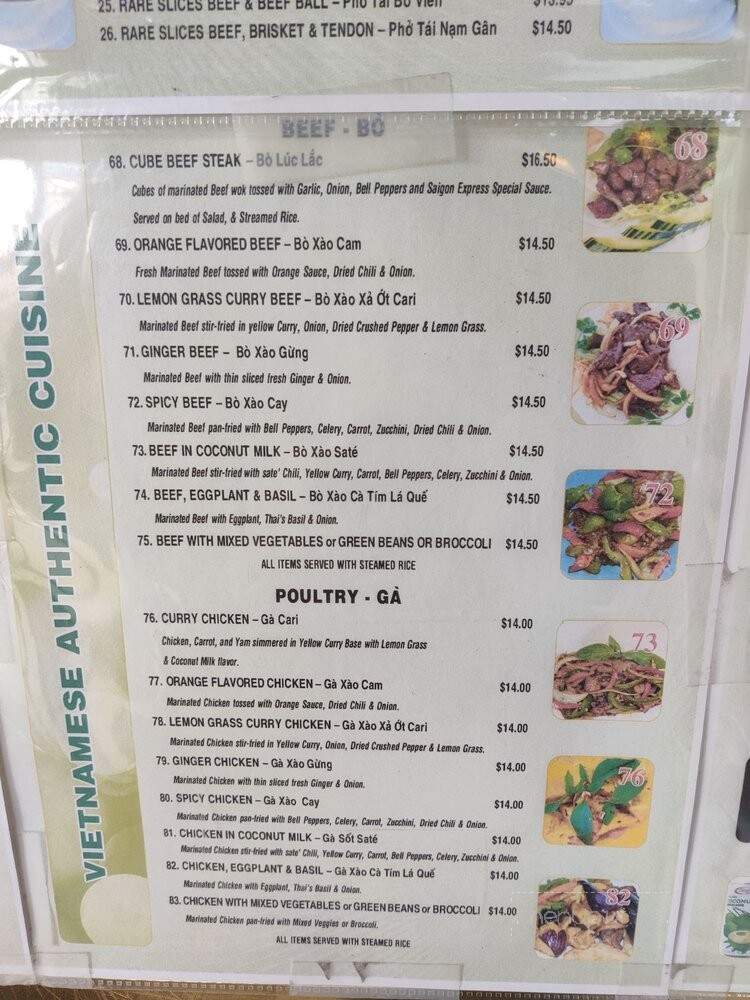 25. RARE SLICES BEEF & BEEF BALL – Phở Tái Bò Viên $13.95
26. RARE SLICES BEEF, BRISKET & TENDON – Phở Tái Nạm Gân $14.50
VIETNAMESE AUTHENTIC CUISINE
BEEF - BÒ
68. CUBE BEEF STEAK – Bò Lúc Lắc $16.50
Cubes of marinated Beef wok tossed with Garlic, Onion, Bell Peppers and Saigon Express Special Sauce.
Served on bed of Salad, & Streamed Rice.
68
69. ORANGE FLAVORED BEEF – Bò Xào Cam $14.50
Fresh Marinated Beef tossed with Orange Sauce, Dried Chili & Onion.
70. LEMON GRASS CURRY BEEF – Bò Xào Xả Ớt Cari $14.50
Marinated Beef stir-fried in yellow Curry, Onion, Dried Crushed Pepper & Lemon Grass.
69
71. GINGER BEEF – Bò Xào Gừng $14.50
Marinated Beef with thin sliced fresh Ginger & Onion.
72. SPICY BEEF – Bò Xào Cay $14.50
Marinated Beef pan-fried with Bell Peppers, Celery, Carrot, Zucchini, Dried Chili & Onion.
73. BEEF IN COCONUT MILK – Bò Xào Saté $14.50
Marinated Beef stir-fried with sate' Chili, Yellow Curry, Carrot, Bell Peppers, Celery, Zucchini & Onion.
74. BEEF, EGGPLANT & BASIL – Bò Xào Cà Tím Lá Quế $14.50
Marinated Beef with Eggplant, Thai's Basil & Onion.
72
75. BEEF WITH MIXED VEGETABLES or GREEN BEANS OR BROCCOLI $14.50
ALL ITEMS SERVED WITH STEAMED RICE
POULTRY - GÀ
76. CURRY CHICKEN – Gà Cari $14.00
Chicken, Carrot, and Yam simmered in Yellow Curry Base with Lemon Grass
& Coconut Milk flavor.
73
77. ORANGE FLAVORED CHICKEN – Gà Xào Cam $14.00
Marinated Chicken tossed with Orange Sauce, Dried Chili & Onion.
78. LEMON GRASS CURRY CHICKEN – Gà Xào Xả Ớt Cari $14.00
Marinated Chicken stir-fried in Yellow Curry, Onion, Dried Crushed Pepper & Lemon Grass.
79. GINGER CHICKEN – Gà Xào Gừng $14.00
Marinated Chicken with thin sliced fresh Ginger & Onion.
76
80. SPICY CHICKEN – Gà Xào Cay $14.00
Marinated Chicken pan-fried with Bell Peppers, Celery, Carrot, Zucchini, Dried Chili & Onion.
81. CHICKEN IN COCONUT MILK – Gà Sốt Saté $14.00
Marinated Chicken stir-fried with sate' Chili, Yellow Curry, Carrot, Bell Peppers, Celery, Zucchini & Onion.
82. CHICKEN, EGGPLANT & BASIL – Gà Xào Cà Tím Lá Quế $14.00
Marinated Chicken with Eggplant, Thai's Basil & Onion.
82
83. CHICKEN WITH MIXED VEGETABLES or GREEN BEANS or BROCCOLI $14.00
Marinated Chicken pan-fried with Mixed Veggies or Broccoli.
ALL ITEMS SERVED WITH STEAMED RICE